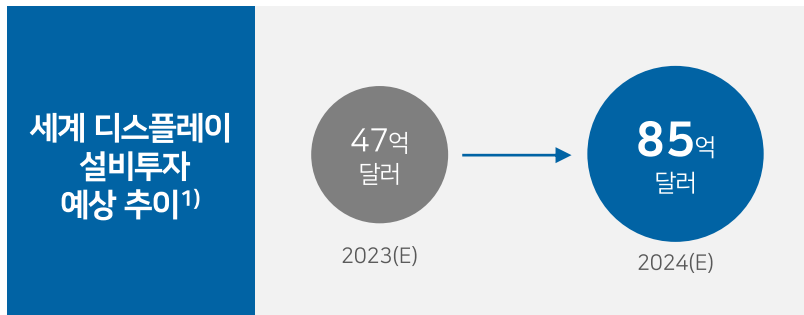 세계 디스플레이
설비투자
예상 추이1)
47억
달러
2023(E)
85억
달러
2024(E)